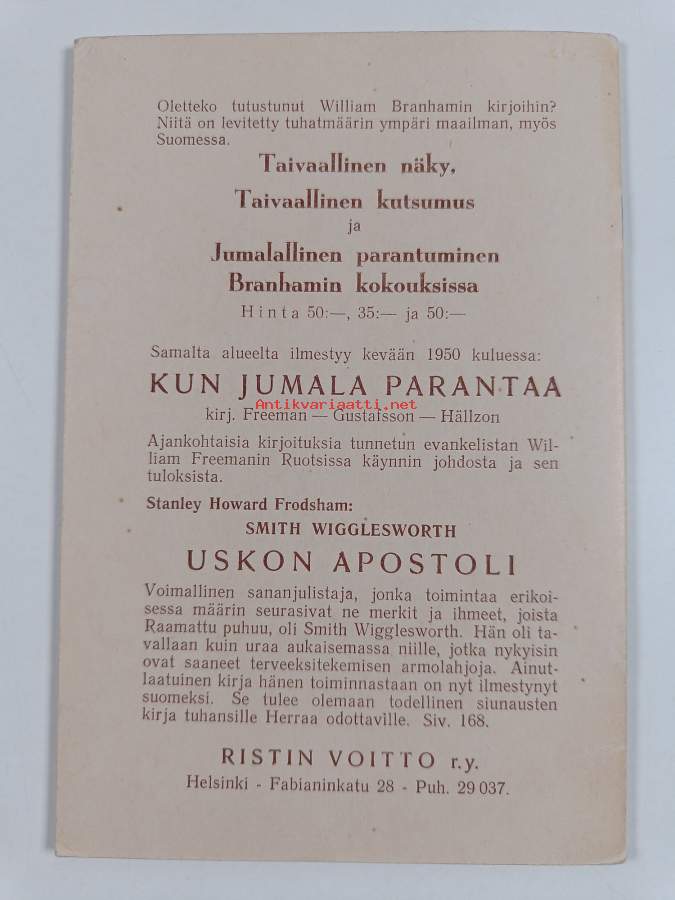 Oletteko tutustunut William Branhamin kirjoihin?
Niitä on levitetty tuhatmäärin ympäri maailman, myös
Suomessa.
Taivaallinen näky,
Taivaallinen kutsumus
ja
Jumalallinen parantuminen
Branhamin kokouksissa
Hinta 50:—, 35:— ja 50:—
Samalta alueelta ilmestyy kevään 1950 kuluessa:
KUN JUMALA PARANTAA
Antikvariaatti.net
kirj. Freeman — Gustafsson — Hällzon
Ajankohtaisia kirjoituksia tunnetun evankelistan Wil-
liam Freemanin Ruotsissa käynnin johdosta ja sen
tuloksista.
Stanley Howard Frodsham:
SMITH WIGGLESWORTH
USKON APOSTOLI
Voimallinen sananjulistaja, jonka toimintaa erikoi-
sessa määrin seurasivat ne merkit ja ihmeet, joista
Raamattu puhuu, oli Smith Wigglesworth. Hän oli ta-
vallaan kuin uraa aukaisemassa niille, jotka nykyisin
ovat saaneet terveeksitekemisen armolahjoja. Ainut-
laatuinen kirja hänen toiminnastaan on nyt ilmestynyt
suomeksi. Se tulee olemaan todellinen siunausten
kirja tuhansille Herraa odottaville. Siv. 168.
RISTIN VOITTO r.y.
Helsinki - Fabianinkatu 28 - Puh. 29 037.